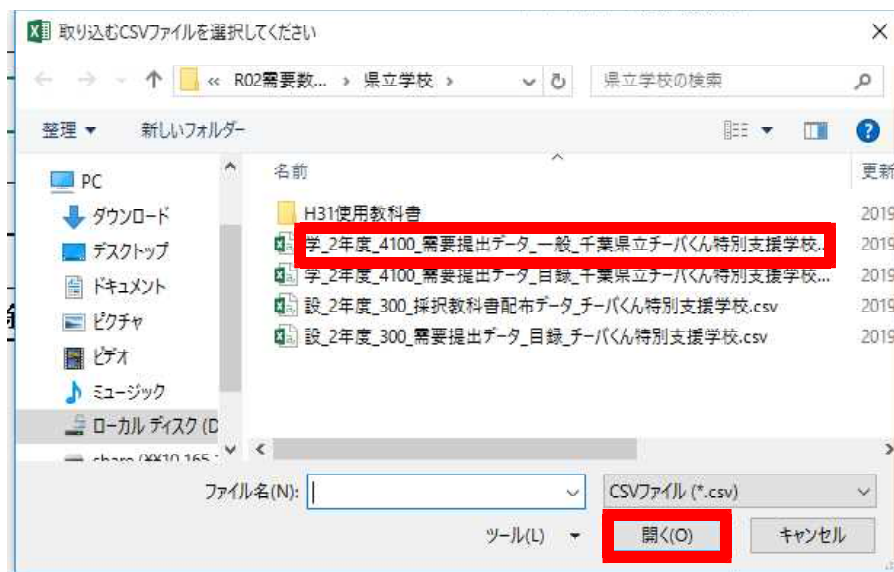 取り込むCSVファイルを選択してください
« R02需要数... › 県立学校 ›
県立学校の検索
整理 新しいフォルダー
名前 更新
PC
ダウンロード
デスクトップ
ドキュメント
ピクチャ
ビデオ
ミュージック
ローカル ディスク (D
H31使用教科書 2019
学_2年度_4100_需要提出データ_一般_千葉県立チーバくん特別支援学校... 2019
学_2年度_4100_需要提出データ_目録_千葉県立チーバくん特別支援学校... 2019
設_2年度_300_採択教科書配布データ_チーバくん特別支援学校.csv 2019
設_2年度_300_需要提出データ_目録_チーバくん特別支援学校.csv 2019
ファイル名(N): CSVファイル (*.csv)
ツール(L) 開く(O) キャンセル